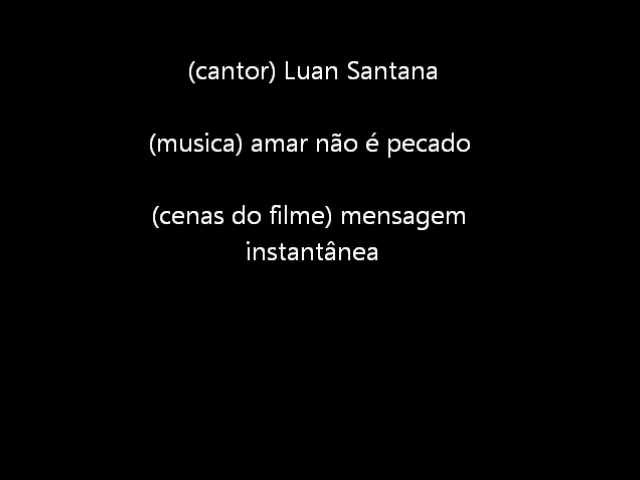 (cantor) Luan Santana
(musica) amar não é pecado
(cenas do filme) mensagem
instantânea